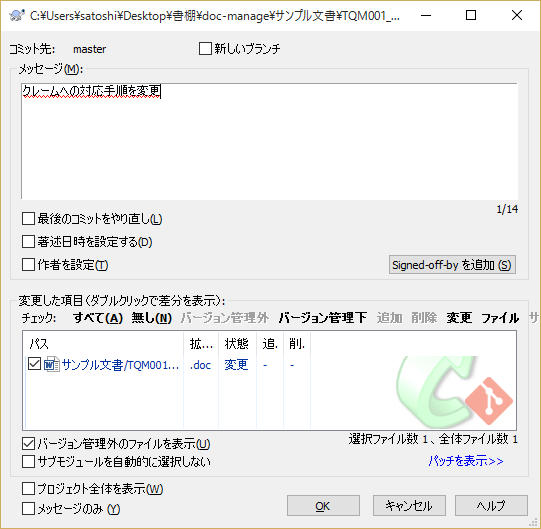 C:¥Users¥satoshi¥Desktop¥書棚¥doc-manage¥サンプル文書¥TQM001_...
コミット先: master 新しいブランチ
メッセージ(M):
クレームへの対応手順を変更
1/14
最後のコミットをやり直し(L)
著述日時を設定する(D)
作者を設定(T)
Signed-off-by を追加 (S)
変更した項目(ダブルクリックで差分を表示):
チェック: すべて(A) 無し(N) バージョン管理外 バージョン管理下 追加 削除 変更 ファイル サ
パス 拡... 状態 追. 削.
サンプル文書/TQM001... .doc 変更 - -
バージョン管理外のファイルを表示(U)
選択ファイル数 1、全体ファイル数 1
サブモジュールを自動的に選択しない
パッチを表示>>
プロジェクト全体を表示(W)
メッセージのみ (Y)
OK キャンセル ヘルプ